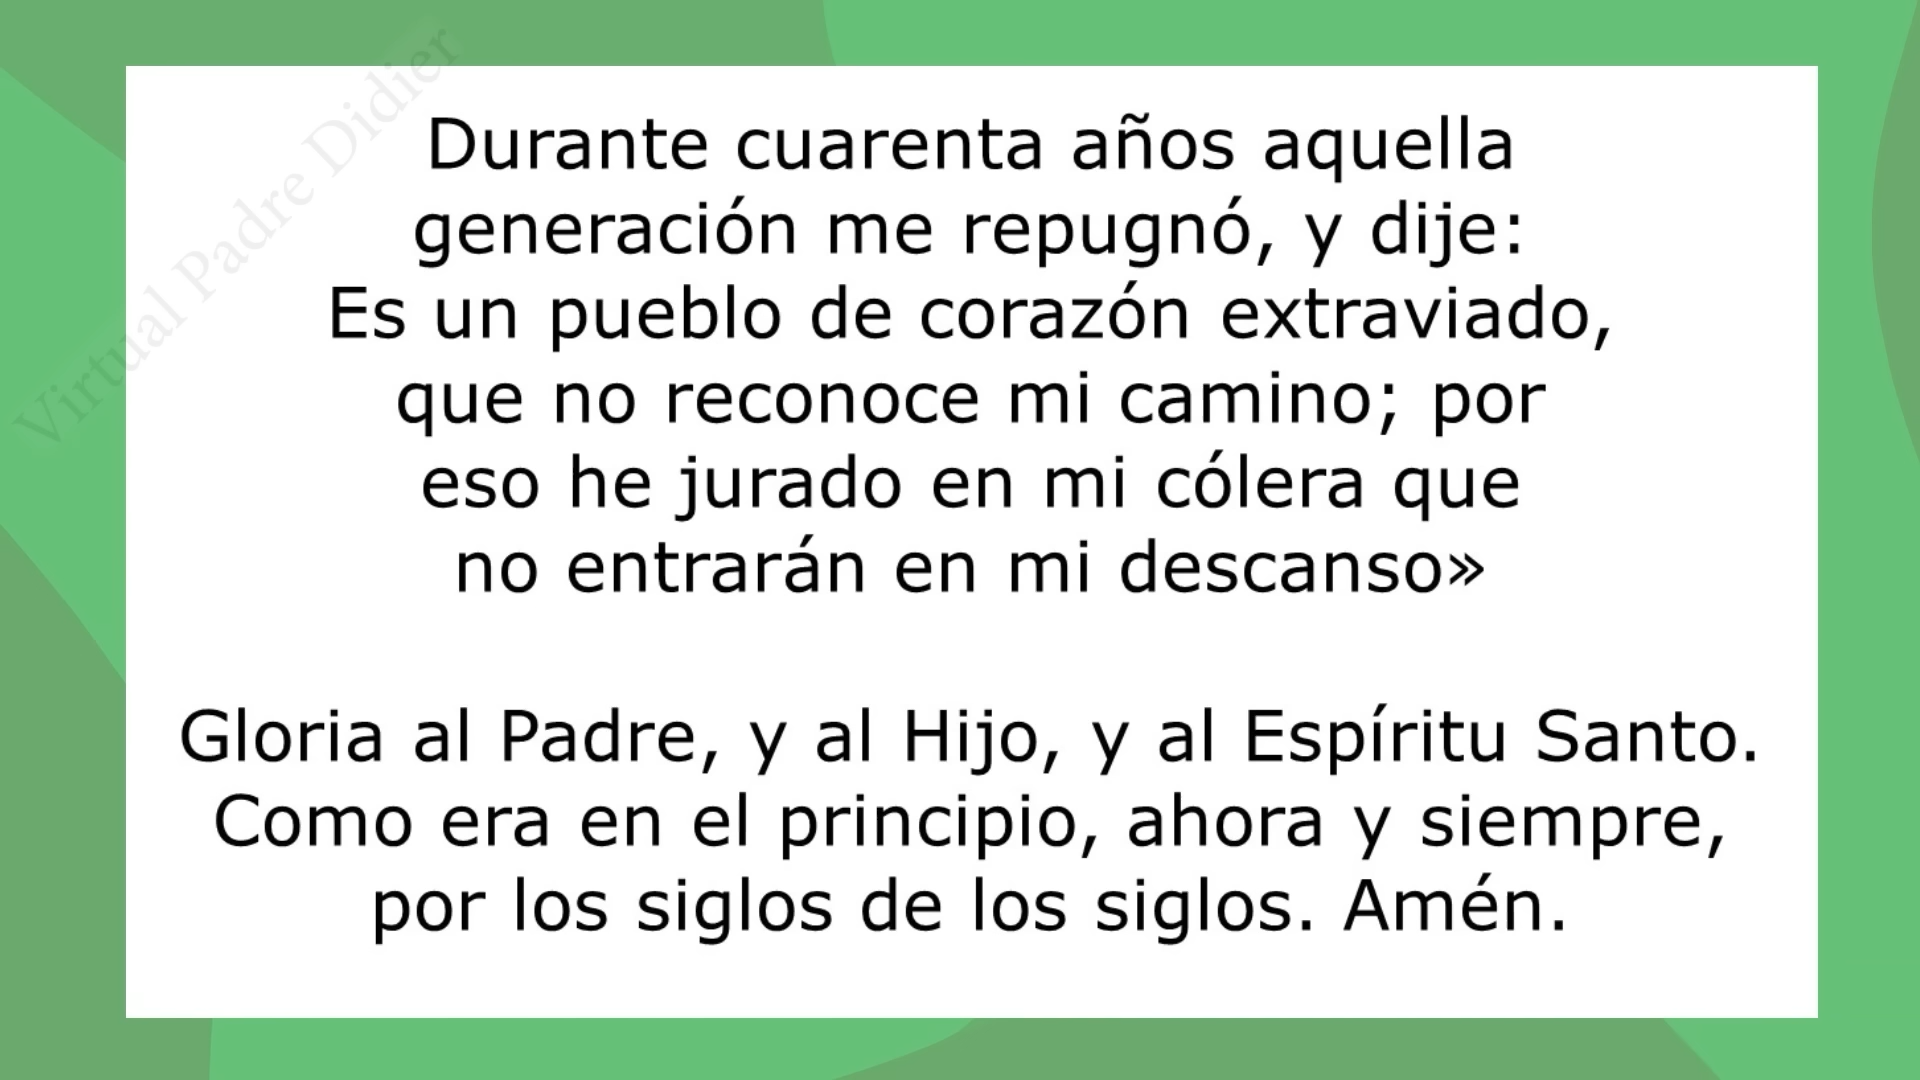 Virtual Padre Didier
Durante cuarenta años aquella
generación me repugnó, y dije:
Es un pueblo de corazón extraviado,
que no reconoce mi camino; por
eso he jurado en mi cólera que
no entrarán en mi descanso»
Gloria al Padre, y al Hijo, y al Espíritu Santo.
Como era en el principio, ahora y siempre,
por los siglos de los siglos. Amén.